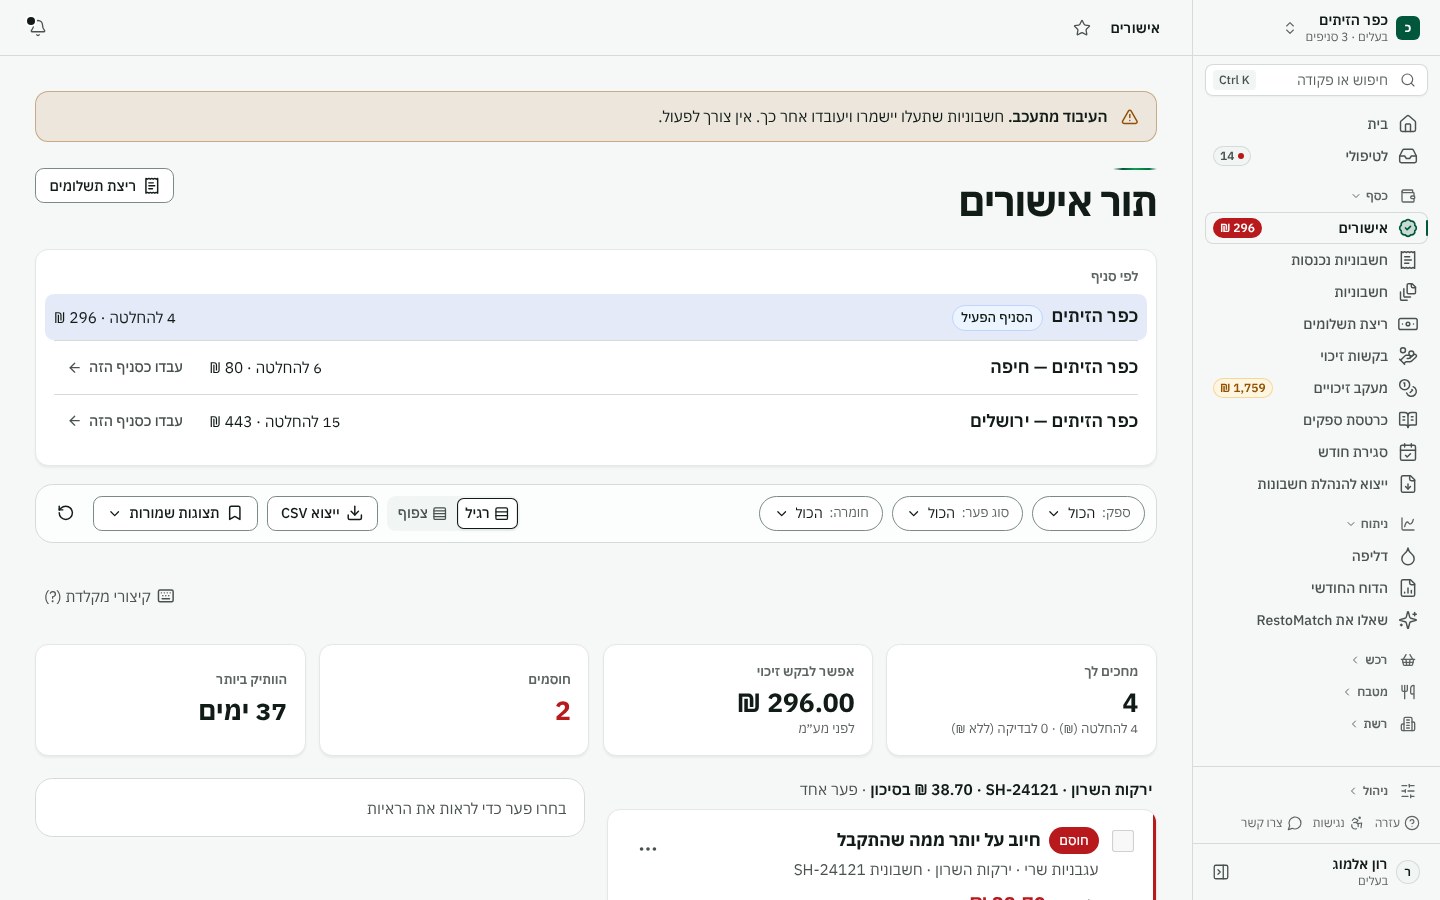 כפר הזיתים
בעלים · 3 סניפים
חיפוש או פקודה
Ctrl K
בית
לטיפולי
14
כסף
אישורים
296 ₪
חשבוניות נכנסות
חשבוניות
ריצת תשלומים
בקשות זיכוי
מעקב זיכויים
1,759 ₪
כרטסת ספקים
סגירת חודש
ייצוא להנהלת חשבונות
ניתוח
דליפה
הדוח החודשי
שאלו את RestoMatch
רכש
מטבח
רשת
ניהול
עזרה
נגישות
צרו קשר
ר
רון אלמוג
בעלים
כ
אישורים
העיבוד מתעכב. חשבוניות שתעלו יישמרו ויעובדו אחר כך. אין צורך לפעול.
תור אישורים
ריצת תשלומים
לפי סניף
כפר הזיתים
הסניף הפעיל
4 להחלטה · 296 ₪
כפר הזיתים — חיפה
6 להחלטה · 80 ₪
עבדו כסניף הזה
כפר הזיתים — ירושלים
15 להחלטה · 443 ₪
עבדו כסניף הזה
ספק: הכול
סוג פער: הכול
חומרה: הכול
רגיל
צפוף
ייצוא CSV
תצוגות שמורות
קיצורי מקלדת (?)
מחכים לך
4
4 להחלטה (₪) · 0 לבדיקה (ללא ₪)
אפשר לבקש זיכוי
296.00 ₪
לפני מע״מ
חוסמים
2
הוותיק ביותר
37 ימים
ירקות השרון · SH-24121 · 38.70 ₪ בסיכון · פער אחד
חוסם
חיוב על יותר ממה שהתקבל
עגבניות שרי · ירקות השרון · חשבונית SH-24121
בחרו פער כדי לראות את הראיות